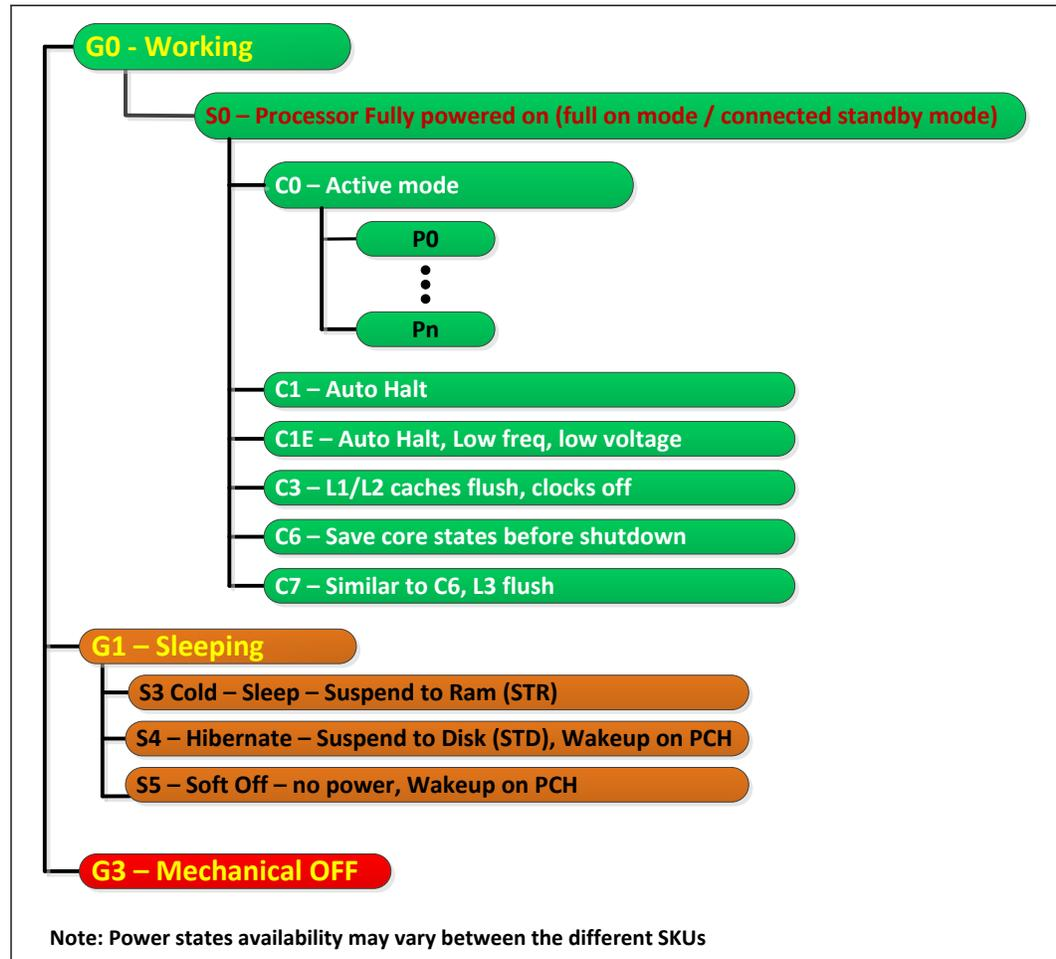 G0 - Working
S0 – Processor Fully powered on (full on mode / connected standby mode)
C0 – Active mode
P0
Pn
C1 – Auto Halt
C1E – Auto Halt, Low freq, low voltage
C3 – L1/L2 caches flush, clocks off
C6 – Save core states before shutdown
C7 – Similar to C6, L3 flush
G1 – Sleeping
S3 Cold – Sleep – Suspend to Ram (STR)
S4 – Hibernate – Suspend to Disk (STD), Wakeup on PCH
S5 – Soft Off – no power, Wakeup on PCH
G3 – Mechanical OFF
Note: Power states availability may vary between the different SKUs